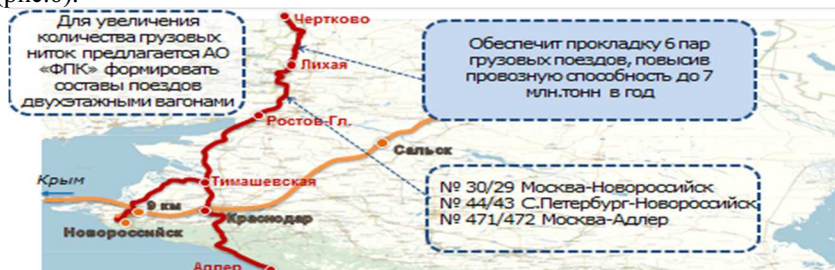 (рис.6).
Для увеличения
количества грузовых
ниток предлагается АО
«ФПК» формировать
составы поездов
двухэтажными вагонами
Чертково
Лихая
Обеспечит прокладку 6 пар
грузовых поездов, повысив
провозную способность до 7
млн.тонн в год
Ростов-Гл.
Сальск
Крым
Тимашевская
9 км
Краснодар
Новороссийск
Адлер
№ 30/29 Москва-Новороссийск
№ 44/43 С.Петербург-Новороссийск
№ 471/472 Москва-Адлер